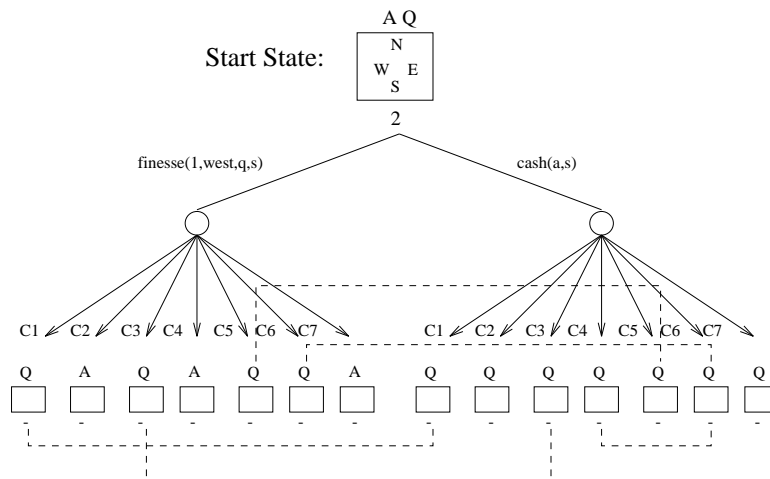 A Q
Start State:
N
W E
S
2
finesse(1,west,q,s)
cash(a,s)
C1 C2 C3 C4 C5 C6 C7 C1 C2 C3 C4 C5 C6 C7
Q A Q A Q Q A Q Q Q Q Q Q Q
- - - - - - - - - - - - - -